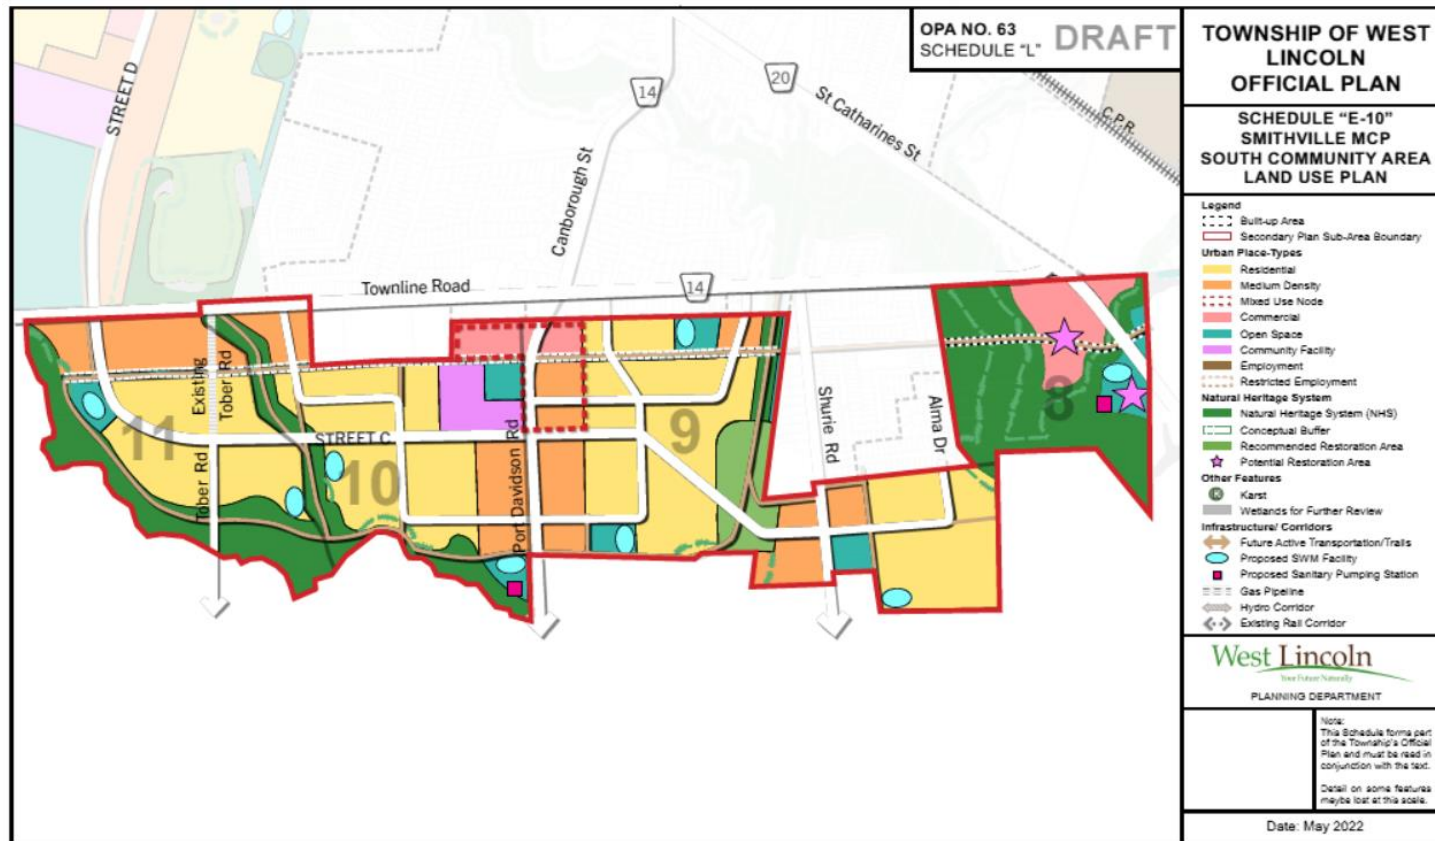 OPA NO. 63
SCHEDULE "L"
DRAFT
TOWNSHIP OF WEST
LINCOLN
OFFICIAL PLAN
SCHEDULE "E-10"
SMITHVILLE MCP
SOUTH COMMUNITY AREA
LAND USE PLAN
Legend
Built-up Area
Secondary Plan Sub-Area Boundary
Urban Place-Types
Residential
Medium Density
Mixed Use Node
Commercial
Open Space
Community Facility
Employment
Restricted Employment
Natural Heritage System
Natural Heritage System (NHS)
Conceptual Buffer
Recommended Restoration Area
Potential Restoration Area
Other Features
K
Karst
Wetlands for Further Review
Infrastructure/ Corridors
Future Active Transportation/Trails
Proposed SWM Facility
Proposed Sanitary Pumping Station
Gas Pipeline
Hydro Corridor
Existing Rail Corridor
West Lincoln
Your Future Naturally
PLANNING DEPARTMENT
Note:
This Schedule forms part
of the Township's Official
Plan and must be read in
conjunction with the text.
Detail on some features
maybe lost at this scale.
Date: May 2022
STREET D
14
20
St Catharines St
C.P.R.
Canborough St
Townline Road
14
Existing
Tober Rd
Tober Rd
STREET C
Port Davidson Rd
Shurie Rd
Alma Dr
11
10
9
8